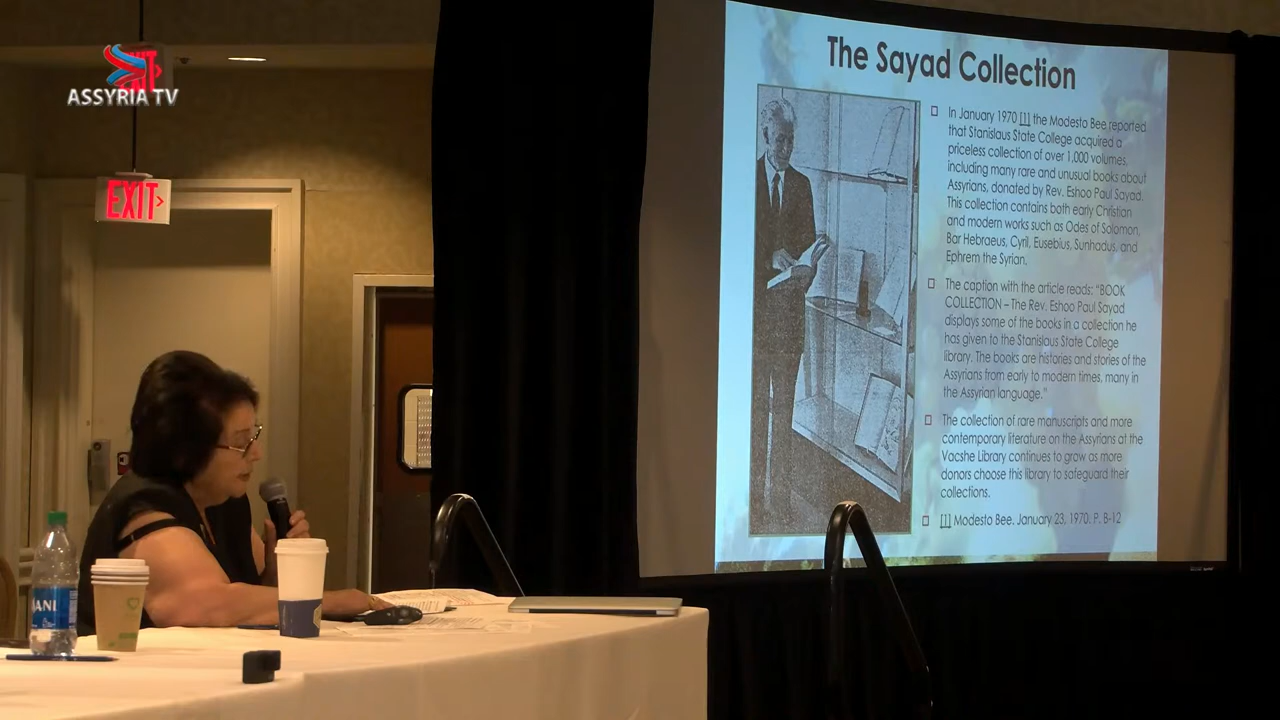 ASSYRIA TV
EXIT
The Sayad Collection
In January 1970 [1] the Modesto Bee reported
that Stanislaus State College acquired a
priceless collection of over 1,000 volumes,
including many rare and unusual books about
Assyrians, donated by Rev. Eshoo Paul Sayad.
This collection contains both early Christian
and modern works such as Odes of Solomon,
Bar Hebraeus, Cyril, Eusebius, Sunhadus, and
Ephrem the Syrian.
The caption with the article reads: “BOOK
COLLECTION – The Rev. Eshoo Paul Sayad
displays some of the books in a collection he
has given to the Stanislaus State College
library. The books are histories and stories of the
Assyrians from early to modern times, many in
the Assyrian language.”
The collection of rare manuscripts and more
contemporary literature on the Assyrians at the
Vacshe Library continues to grow as more
donors choose this library to safeguard their
collections.
[1] Modesto Bee. January 23, 1970. P. B-12
ANI